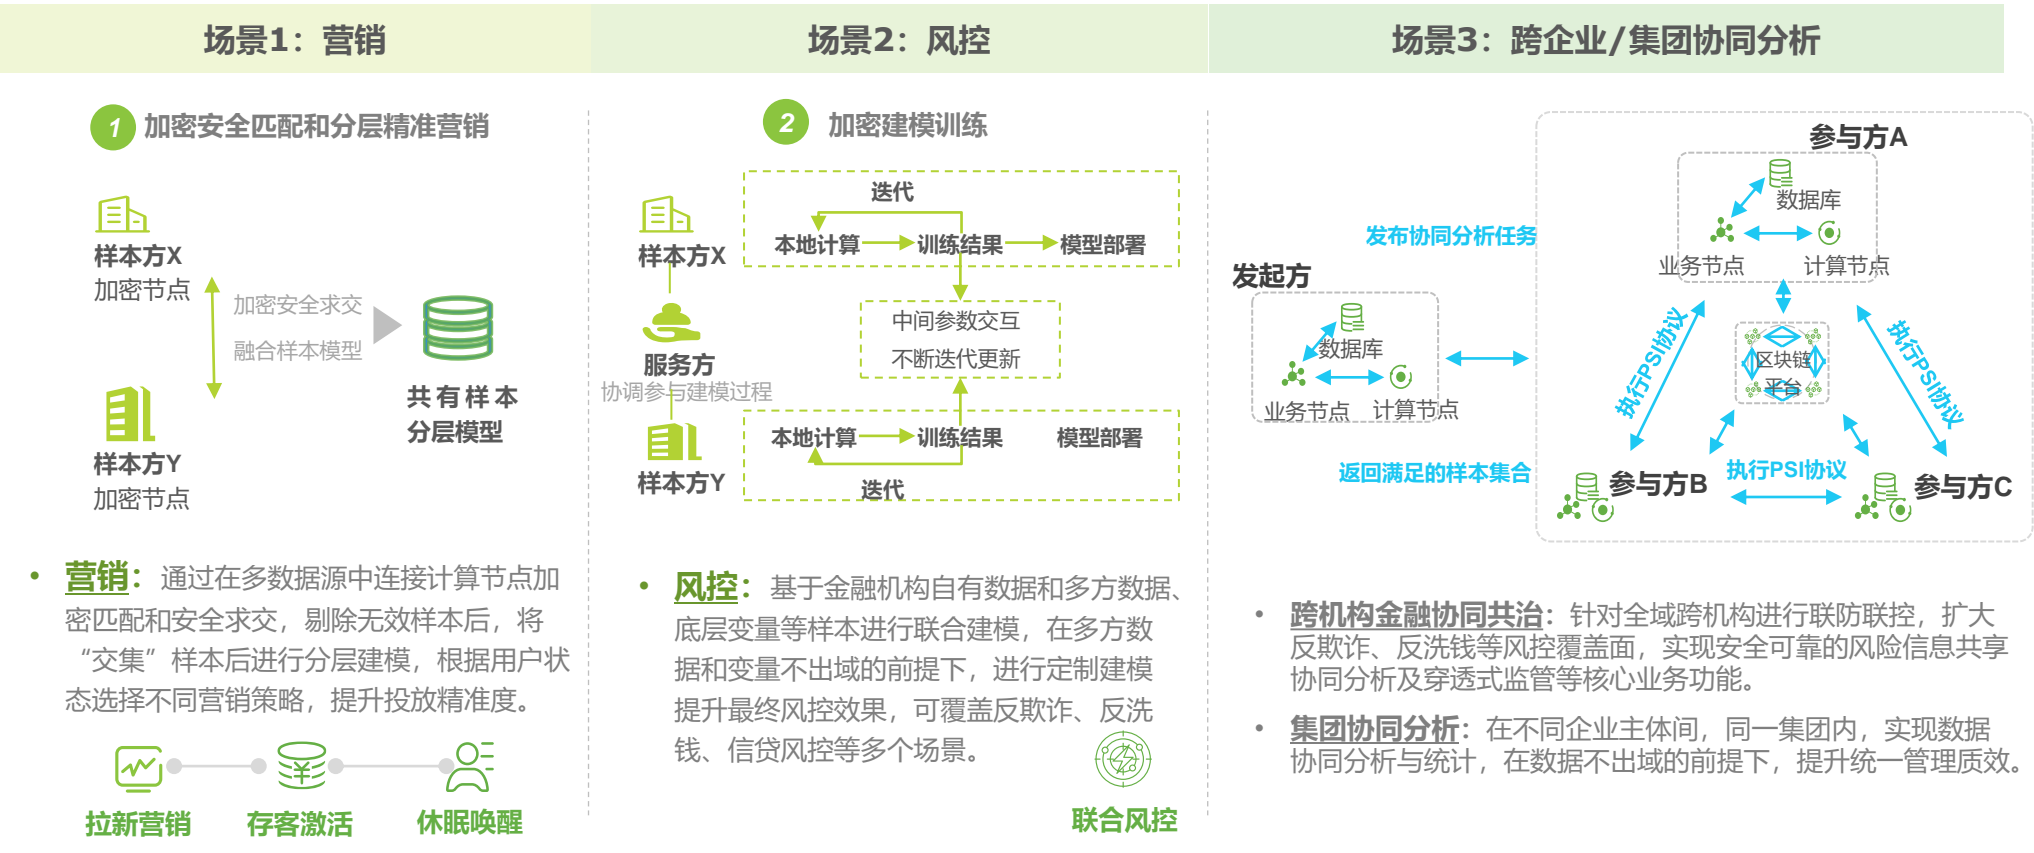 场景1：营销
场景2：风控
场景3：跨企业/集团协同分析
1
加密安全匹配和分层精准营销
样本方X
加密节点
加密安全求交
融合样本模型
共有样本
分层模型
样本方Y
加密节点
营销：通过在多数据源中连接计算节点加
密匹配和安全求交，剔除无效样本后，将
“交集”样本后进行分层建模，根据用户状
态选择不同营销策略，提升投放精准度。
拉新营销
存客激活
休眠唤醒
2
加密建模训练
迭代
样本方X
本地计算
训练结果
模型部署
中间参数交互
不断迭代更新
服务方
协调参与建模过程
本地计算
训练结果
模型部署
样本方Y
迭代
风控：基于金融机构自有数据和多方数据、
底层变量等样本进行联合建模，在多方数
据和变量不出域的前提下，进行定制建模
提升最终风控效果，可覆盖反欺诈、反洗
钱、信贷风控等多个场景。
联合风控
参与方A
数据库
业务节点
计算节点
发布协同分析任务
发起方
数据库
业务节点
计算节点
返回满足的样本集合
执行PSI协议
区块链
平台
执行PSI协议
参与方B
执行PSI协议
参与方C
跨机构金融协同共治：针对全域跨机构进行联防联控，扩大
反欺诈、反洗钱等风控覆盖面，实现安全可靠的风险信息共享
协同分析及穿透式监管等核心业务功能。
集团协同分析：在不同企业主体间，同一集团内，实现数据
协同分析与统计，在数据不出域的前提下，提升统一管理质效。